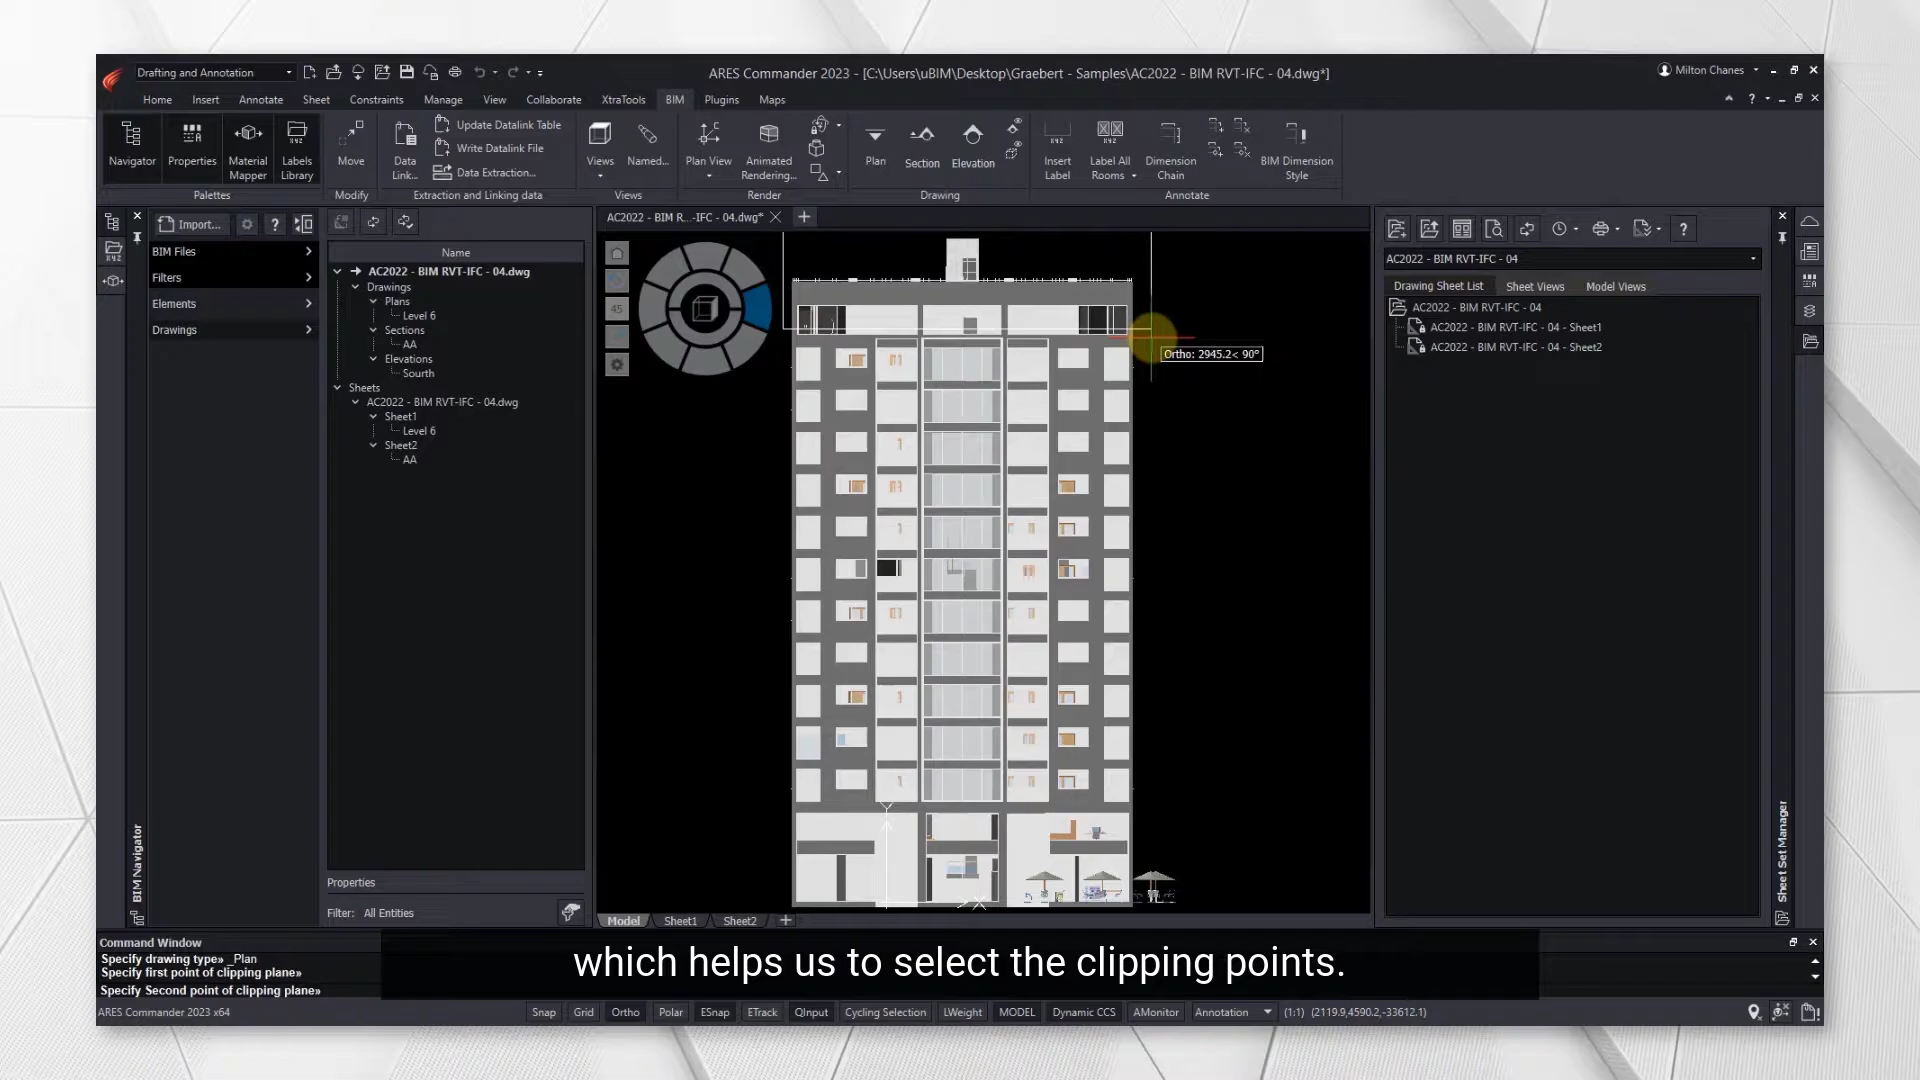 Drafting and Annotation
ARES Commander 2023 - [C:\Users\uBIM\Desktop\Graebert - Samples\AC2022 - BIM RVT-IFC - 04.dwg*]
Milton Chanes
Home Insert Annotate Sheet Constraints Manage View Collaborate XtraTools BIM Plugins Maps
Navigator Properties Material Mapper Labels Library
Palettes
Move
Modify
Data Link...
Update Datalink Table
Write Datalink File
Data Extraction...
Extraction and Linking data
Views Named...
Views
Plan View Animated Rendering...
Render
Plan Section Elevation
Drawing
Insert Label Label All Rooms Dimension Chain BIM Dimension Style
Annotate
Import...
BIM Files
Filters
Elements
Drawings
BIM Navigator
Name
AC2022 - BIM RVT-IFC - 04.dwg
Drawings
Plans
Level 6
Sections
AA
Elevations
Sourth
Sheets
AC2022 - BIM RVT-IFC - 04.dwg
Sheet1
Level 6
Sheet2
AA
Properties
Filter: All Entities
AC2022 - BIM R...-IFC - 04.dwg*
45
Ortho: 2945.2< 90°
Y
X
Model Sheet1 Sheet2
AC2022 - BIM RVT-IFC - 04
Drawing Sheet List Sheet Views Model Views
AC2022 - BIM RVT-IFC - 04
AC2022 - BIM RVT-IFC - 04 - Sheet1
AC2022 - BIM RVT-IFC - 04 - Sheet2
Sheet Set Manager
Command Window
Specify drawing type» _Plan
Specify first point of clipping plane»
Specify Second point of clipping plane»
which helps us to select the clipping points.
ARES Commander 2023 x64
Snap Grid Ortho Polar ESnap ETrack QInput Cycling Selection LWeight MODEL Dynamic CCS AMonitor Annotation (1:1) (2119.9,4590.2,-33612.1)